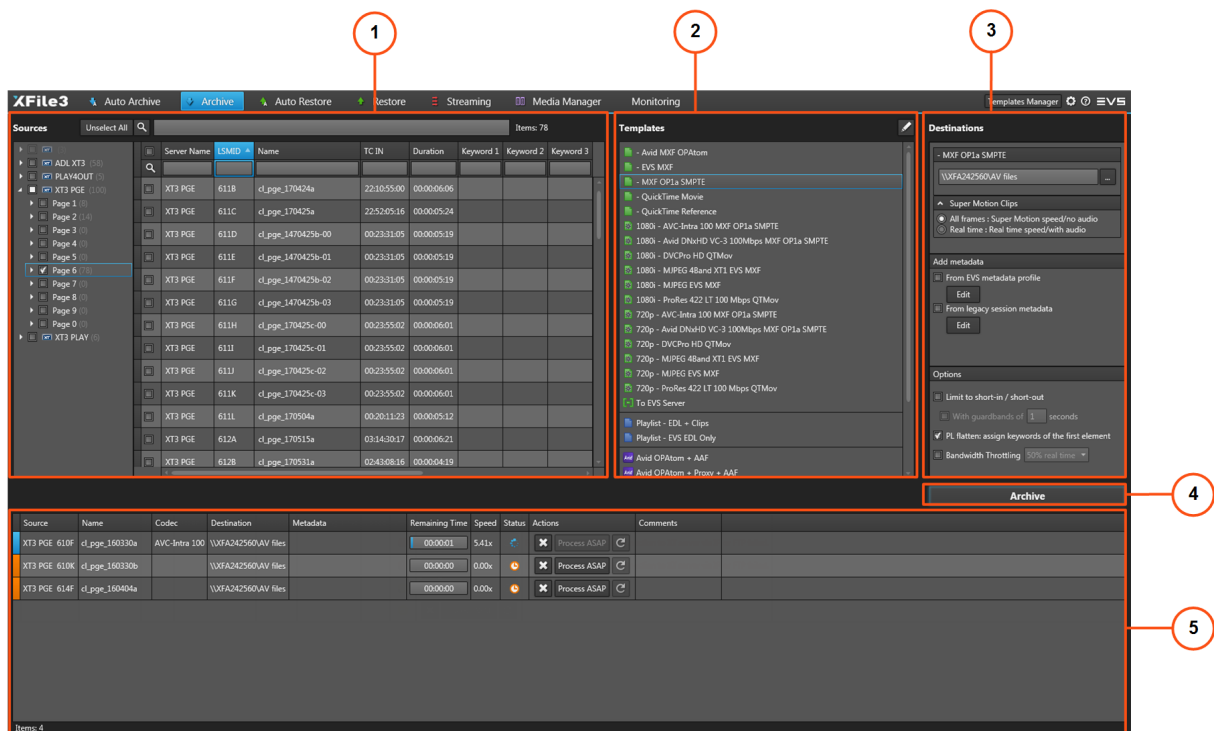 1
2
3
XFile3 Auto Archive Archive Auto Restore Restore Streaming Media Manager Monitoring Templates Manager EVS
Sources Unselect All Items: 78
ADL XT3 (58)
PLAY4OUT (5)
XT3 PGE (100)
Page 1 (8)
Page 2 (14)
Page 3 (0)
Page 4 (0)
Page 5 (0)
Page 6 (78)
Page 7 (0)
Page 8 (0)
Page 9 (0)
Page 0 (0)
XT3 PLAY (6)
Server Name LSMID Name TC IN Duration Keyword 1 Keyword 2 Keyword 3
XT3 PGE 611B cl_pge_170424a 22:10:55:00 00:00:06:06
XT3 PGE 611C cl_pge_170425a 22:52:05:16 00:00:05:24
XT3 PGE 611D cl_pge_1470425b-00 00:23:31:05 00:00:05:19
XT3 PGE 611E cl_pge_1470425b-01 00:23:31:05 00:00:05:19
XT3 PGE 611F cl_pge_1470425b-02 00:23:31:05 00:00:05:19
XT3 PGE 611G cl_pge_1470425b-03 00:23:31:05 00:00:05:19
XT3 PGE 611H cl_pge_170425c-00 00:23:55:02 00:00:06:01
XT3 PGE 611I cl_pge_170425c-01 00:23:55:02 00:00:06:01
XT3 PGE 611J cl_pge_170425c-02 00:23:55:02 00:00:06:01
XT3 PGE 611K cl_pge_170425c-03 00:23:55:02 00:00:06:01
XT3 PGE 611L cl_pge_170504a 00:20:11:23 00:00:05:12
XT3 PGE 612A cl_pge_170515a 03:14:30:17 00:00:06:21
XT3 PGE 612B cl_pge_170531a 02:43:08:16 00:00:04:19
Templates
- Avid MXF OPAtom
- EVS MXF
- MXF OP1a SMPTE
- QuickTime Movie
- QuickTime Reference
1080i - AVC-Intra 100 MXF OP1a SMPTE
1080i - Avid DNxHD VC-3 100Mbps MXF OP1a SMPTE
1080i - DVCPro HD QTMov
1080i - MJPEG 4Band XT1 EVS MXF
1080i - MJPEG EVS MXF
1080i - ProRes 422 LT 100 Mbps QTMov
720p - AVC-Intra 100 MXF OP1a SMPTE
720p - Avid DNxHD VC-3 100Mbps MXF OP1a SMPTE
720p - DVCPro HD QTMov
720p - MJPEG 4Band XT1 EVS MXF
720p - MJPEG EVS MXF
720p - ProRes 422 LT 100 Mbps QTMov
To EVS Server
Playlist - EDL + Clips
Playlist - EVS EDL Only
Avid OPAtom + AAF
Avid OPAtom + Proxy + AAF
Destinations
- MXF OP1a SMPTE
\\XFA242560\AV files ...
Super Motion Clips
All frames : Super Motion speed/no audio
Real time : Real time speed/with audio
Add metadata
From EVS metadata profile
Edit
From legacy session metadata
Edit
Options
Limit to short-in / short-out
With guardbands of 1 seconds
PL flatten: assign keywords of the first element
Bandwidth Throttling 50% real time
Archive
4
Source Name Codec Destination Metadata Remaining Time Speed Status Actions Comments
XT3 PGE 610F cl_pge_160330a AVC-Intra 100 \\XFA242560\AV files 00:00:01 5.41x Process ASAP
XT3 PGE 610K cl_pge_160330b \\XFA242560\AV files 00:00:00 0.00x Process ASAP
XT3 PGE 614F cl_pge_160404a \\XFA242560\AV files 00:00:00 0.00x Process ASAP
5
Items: 4